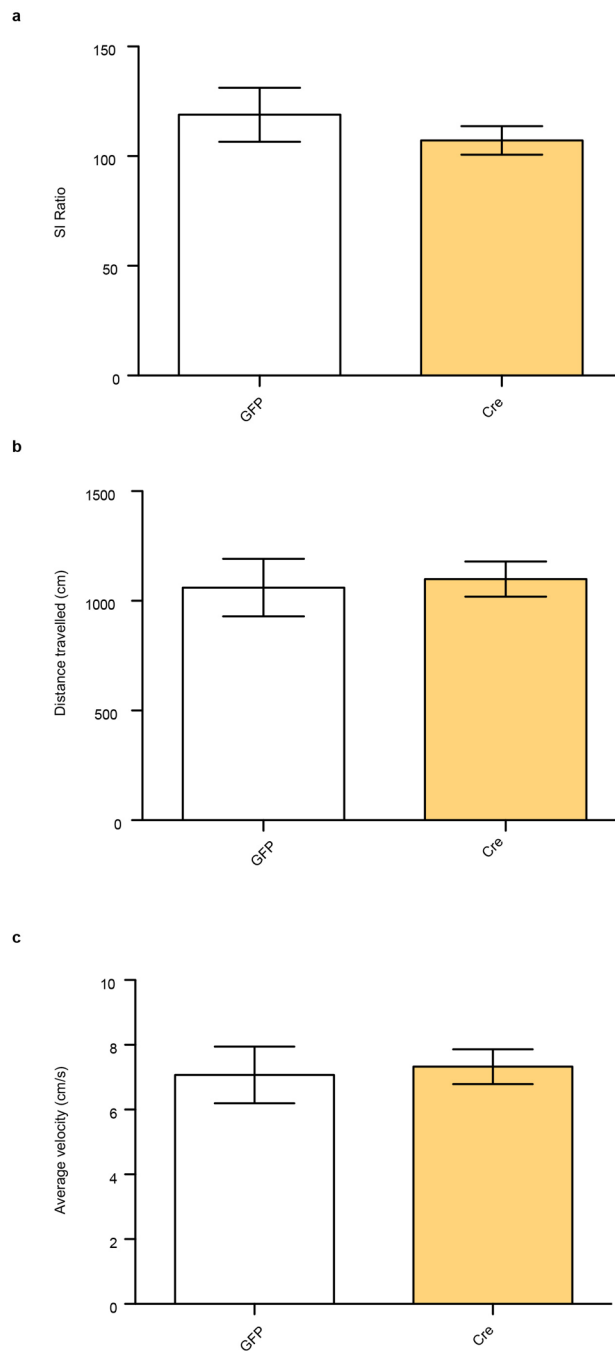 a
150
100
50
0
SI Ratio
GFP
Cre
b
1500
1000
500
0
Distance travelled (cm)
GFP
Cre
c
10
8
6
4
2
0
Average velocity (cm/s)
GFP
Cre